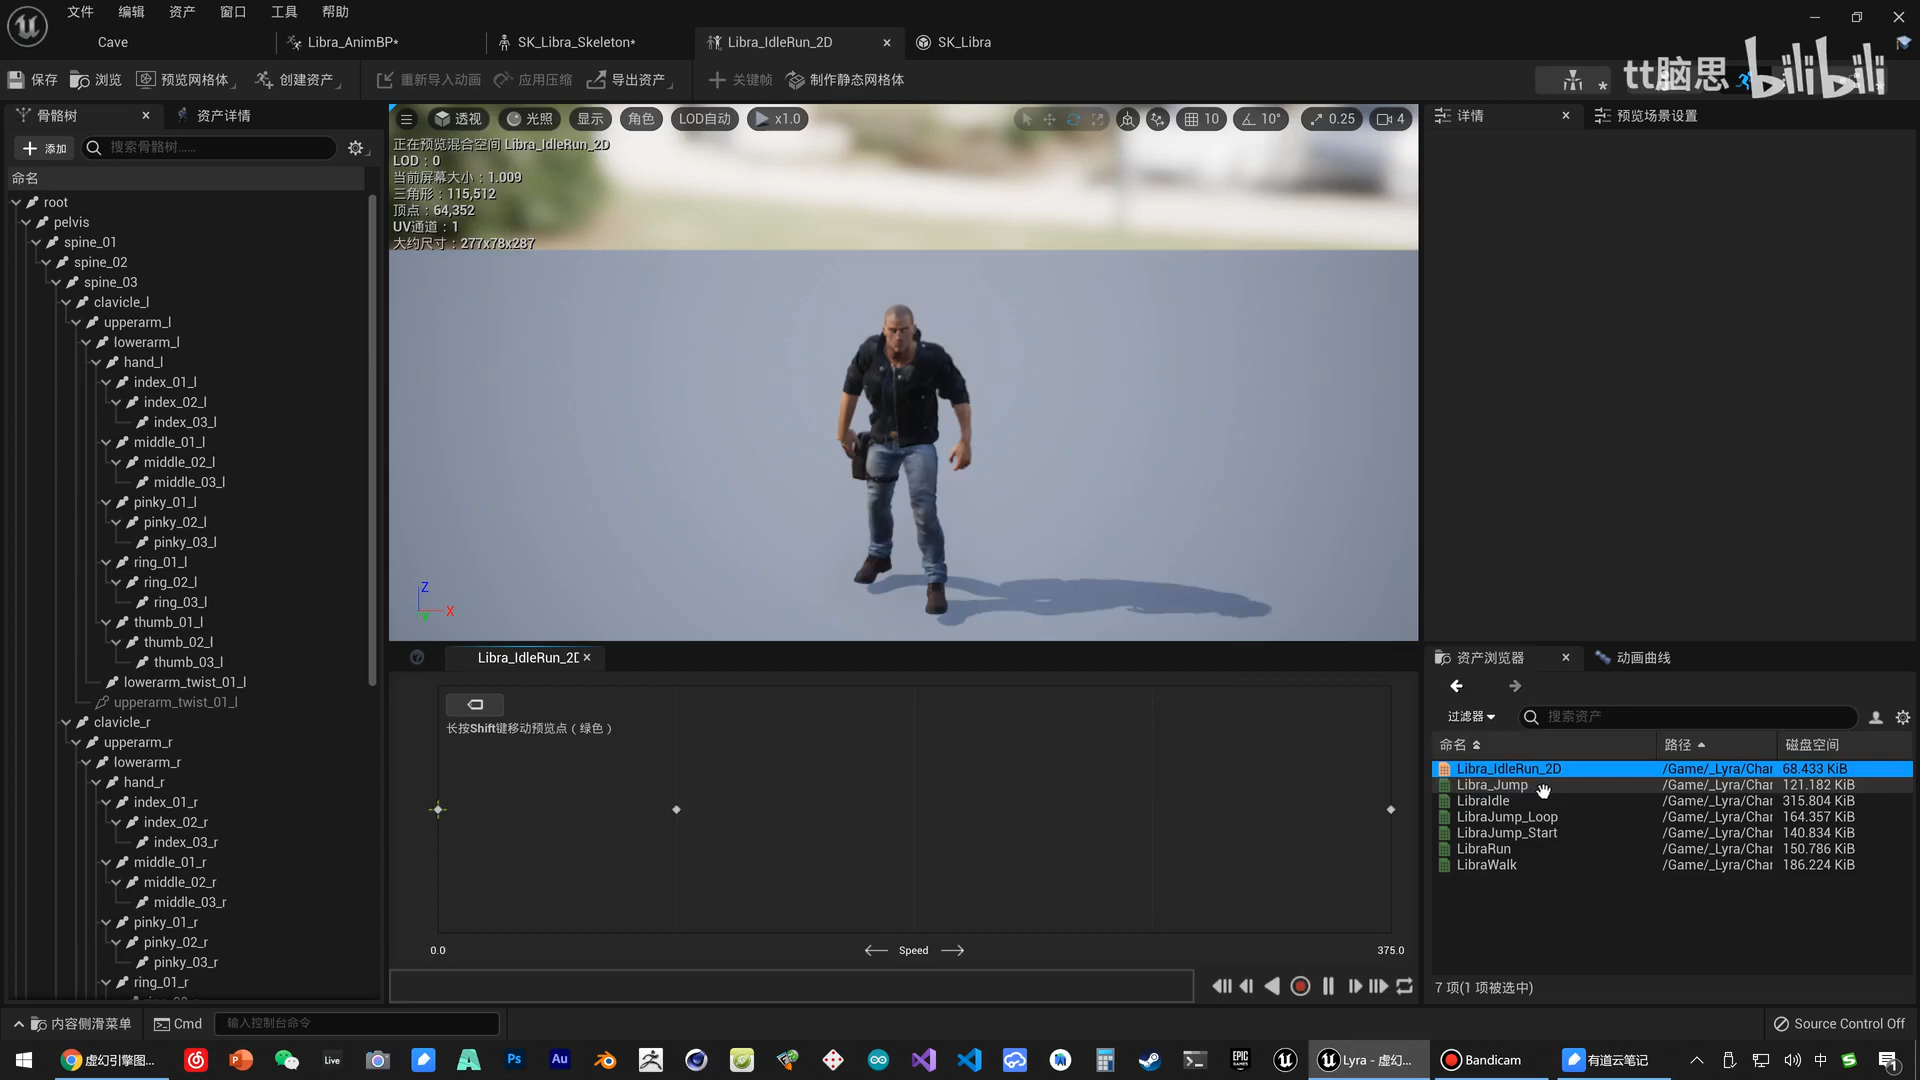 文件 编辑 资产 窗口 工具 帮助
Cave
Libra_AnimBP*
SK_Libra_Skeleton*
Libra_IdleRun_2D
SK_Libra
保存 浏览 预览网格体 创建资产 重新导入动画 应用压缩 导出资产 关键帧 制作静态网格体
tt脑思 bilibili
骨骼树 资产详情
添加 搜索骨骼树......
命名
root
pelvis
spine_01
spine_02
spine_03
clavicle_l
upperarm_l
lowerarm_l
hand_l
index_01_l
index_02_l
index_03_l
middle_01_l
middle_02_l
middle_03_l
pinky_01_l
pinky_02_l
pinky_03_l
ring_01_l
ring_02_l
ring_03_l
thumb_01_l
thumb_02_l
thumb_03_l
lowerarm_twist_01_l
upperarm_twist_01_l
clavicle_r
upperarm_r
lowerarm_r
hand_r
index_01_r
index_02_r
index_03_r
middle_01_r
middle_02_r
middle_03_r
pinky_01_r
pinky_02_r
pinky_03_r
ring_01_r
透视 光照 显示 角色 LOD自动 x1.0 10 10° 0.25 4
正在预览混合空间 Libra_IdleRun_2D
LOD：0
当前屏幕大小：1.009
三角形：115,512
顶点：64,352
UV通道：1
大约尺寸：277x78x287
Z
X
Y
Libra_IdleRun_2D
长按Shift键移动预览点（绿色）
0.0 Speed 375.0
详情 预览场景设置
资产浏览器 动画曲线
过滤器 搜索资产
命名 路径 磁盘空间
Libra_IdleRun_2D /Game/_Lyra/Char 68.433 KiB
Libra_Jump /Game/_Lyra/Char 121.182 KiB
LibraIdle /Game/_Lyra/Char 315.804 KiB
LibraJump_Loop /Game/_Lyra/Char 164.357 KiB
LibraJump_Start /Game/_Lyra/Char 140.834 KiB
LibraRun /Game/_Lyra/Char 150.786 KiB
LibraWalk /Game/_Lyra/Char 186.224 KiB
7 项(1 项被选中)
内容侧滑菜单 Cmd 输入控制台命令
Source Control Off
虚幻引擎图... Live Ps Au EPIC GAMES Lyra - 虚幻... Bandicam 有道云笔记 中 1